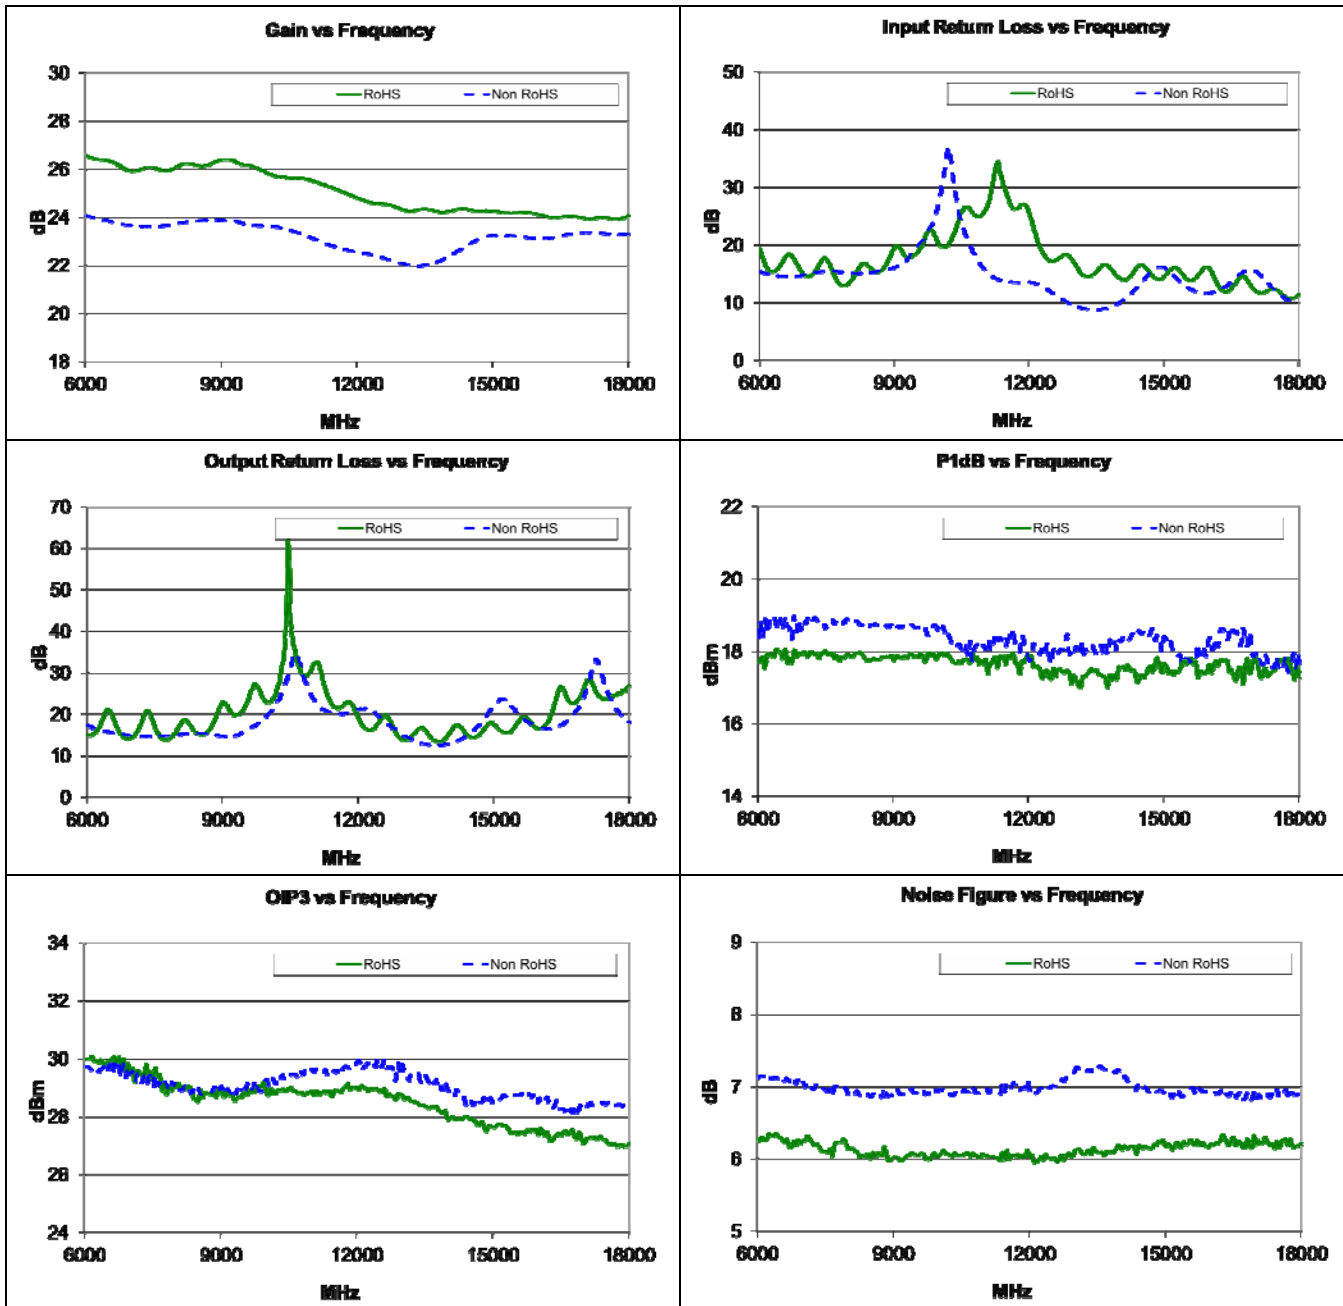 Gain vs Frequency
30
28
26
24
22
20
18
dB
RoHS Non RoHS
6000 9000 12000 15000 18000
MHz
Input Return Loss vs Frequency
50
40
30
20
10
0
dB
RoHS Non RoHS
6000 9000 12000 15000 18000
MHz
Output Return Loss vs Frequency
70
60
50
40
30
20
10
0
dB
RoHS Non RoHS
6000 9000 12000 15000 18000
MHz
P1dB vs Frequency
22
20
18
16
14
dBm
RoHS Non RoHS
6000 9000 12000 15000 18000
MHz
OIP3 vs Frequency
34
32
30
28
26
24
dBm
RoHS Non RoHS
6000 9000 12000 15000 18000
MHz
Noise Figure vs Frequency
9
8
7
6
5
dB
RoHS Non RoHS
6000 9000 12000 15000 18000
MHz